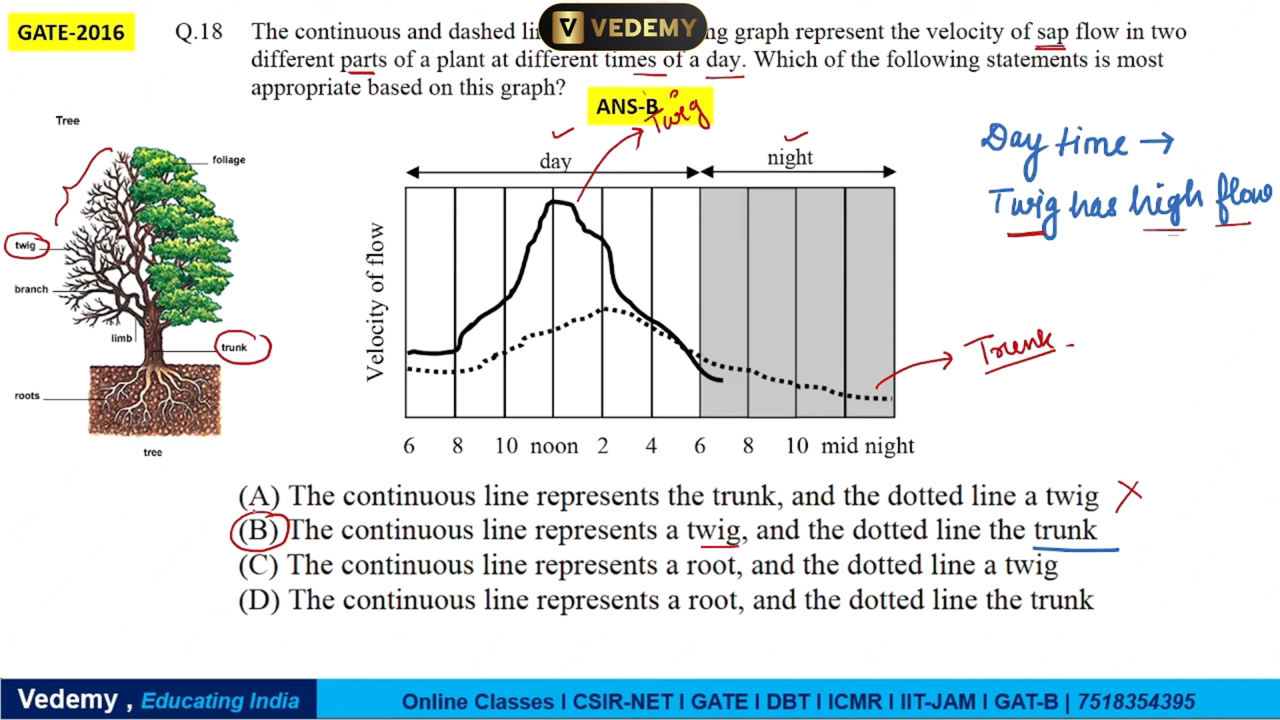 GATE-2016
VEDEMY
Q.18 The continuous and dashed ng graph represent the velocity of sap flow in two
different parts of a plant at different times of a day. Which of the following statements is most
appropriate based on this graph?
ANS-B
Twig
Tree
foliage
twig
branch
limb
trunk
roots
tree
day
night
Velocity of flow
6 8 10 noon 2 4 6 8 10 mid night
Day time →
Twig has high flow
Trunk
(A) The continuous line represents the trunk, and the dotted line a twig
(B) The continuous line represents a twig, and the dotted line the trunk
(C) The continuous line represents a root, and the dotted line a twig
(D) The continuous line represents a root, and the dotted line the trunk
Vedemy , Educating India
Online Classes I CSIR-NET I GATE I DBT I ICMR I IIT-JAM I GAT-B | 7518354395